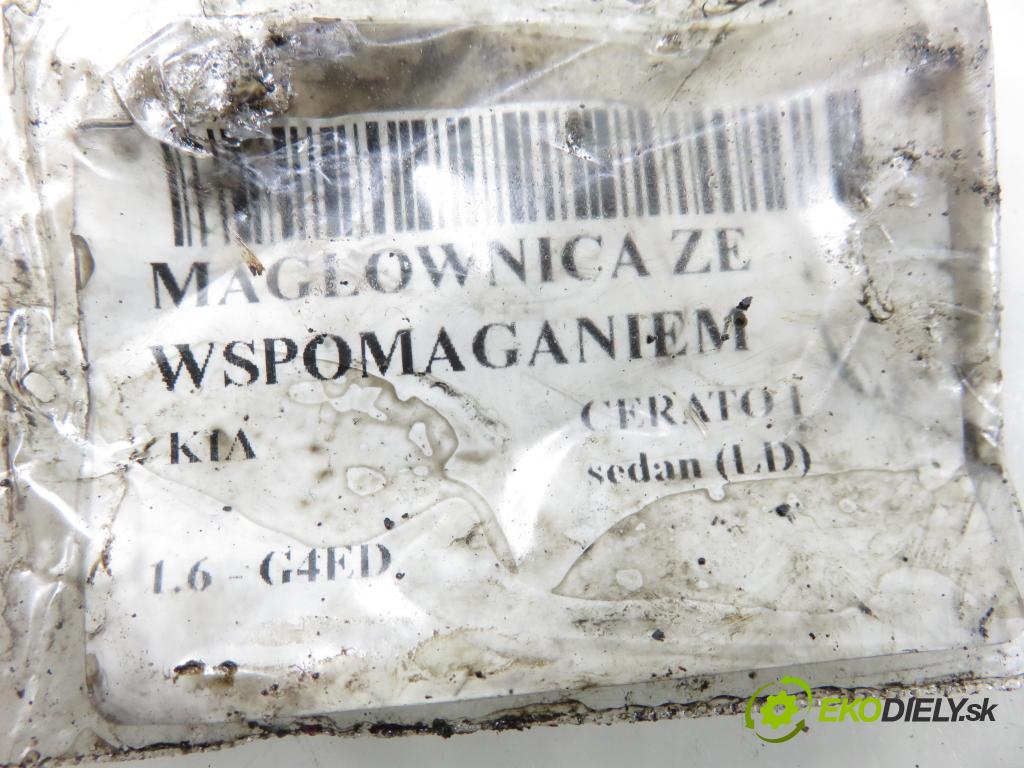 MAGLOWNICA ZE
WSPOMAGANIEM
KIA
CERATO I
sedan (LD)
1.6 - G4ED
EKODIELY.sk